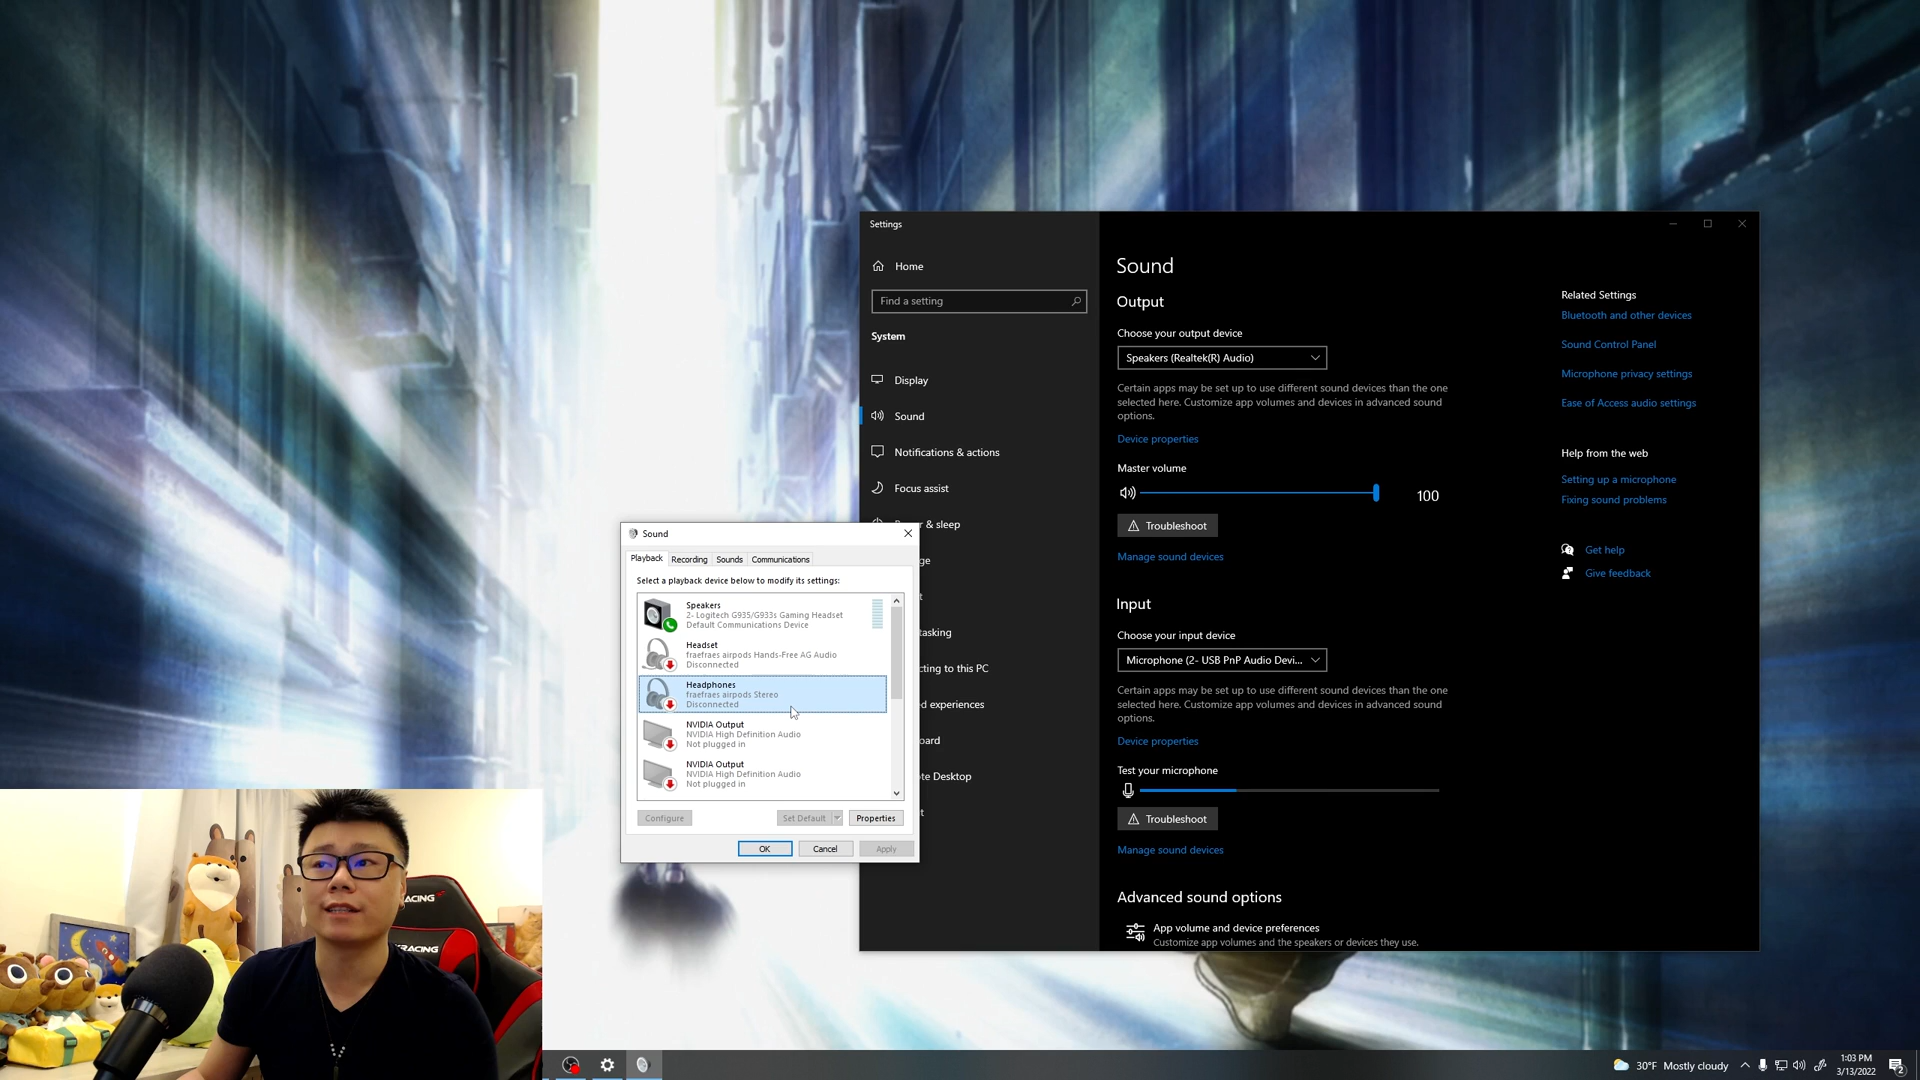 Settings
Home
Find a setting
System
Display
Sound
Notifications & actions
Focus assist
& sleep
Sound
Output
Choose your output device
Speakers (Realtek(R) Audio)
Certain apps may be set up to use different sound devices than the one
selected here. Customize app volumes and devices in advanced sound
options.
Device properties
Master volume
100
Troubleshoot
Manage sound devices
Input
Choose your input device
Microphone (2- USB PnP Audio Devi...
Certain apps may be set up to use different sound devices than the one
selected here. Customize app volumes and devices in advanced sound
options.
Device properties
Test your microphone
Troubleshoot
Manage sound devices
Advanced sound options
App volume and device preferences
Customize app volumes and the speakers or devices they use.
Related Settings
Bluetooth and other devices
Sound Control Panel
Microphone privacy settings
Ease of Access audio settings
Help from the web
Setting up a microphone
Fixing sound problems
Get help
Give feedback
Sound
Playback Recording Sounds Communications
Select a playback device below to modify its settings:
Speakers
2- Logitech G935/G933s Gaming Headset
Default Communications Device
Headset
fraefraes airpods Hands-Free AG Audio
Disconnected
Headphones
fraefraes airpods Stereo
Disconnected
NVIDIA Output
NVIDIA High Definition Audio
Not plugged in
NVIDIA Output
NVIDIA High Definition Audio
Not plugged in
Configure Set Default Properties
OK Cancel Apply
ge
t
tasking
cting to this PC
d experiences
oard
te Desktop
t
ACING
RACING
30°F Mostly cloudy
1:03 PM
3/13/2022
2